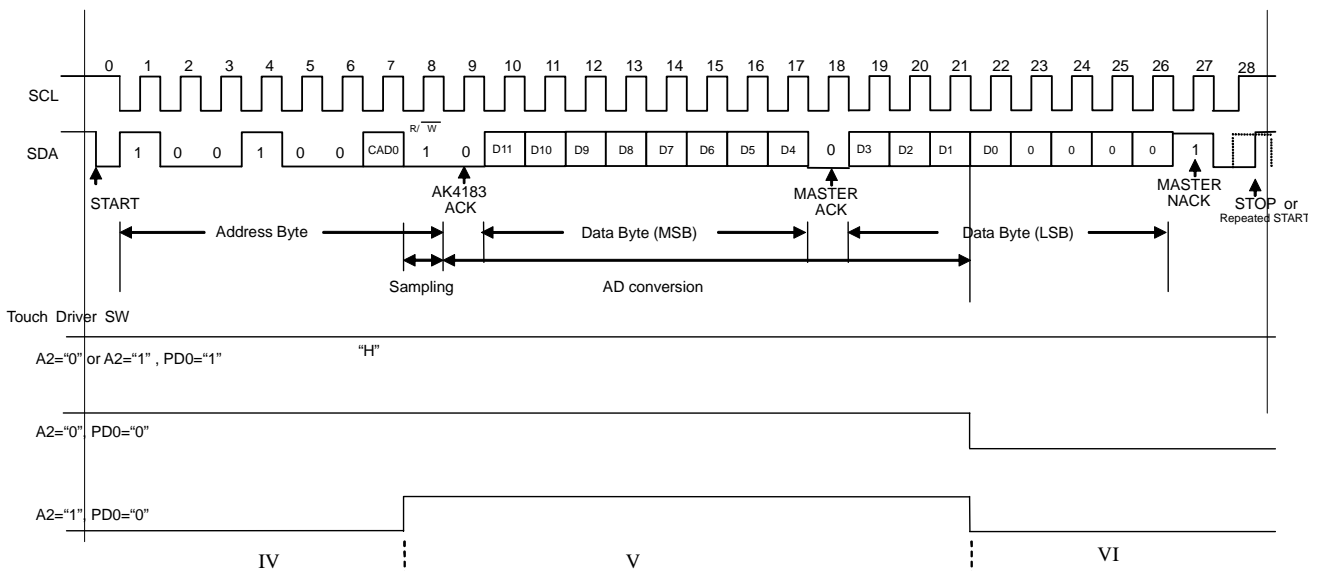 0 1 2 3 4 5 6 7 8 9 10 11 12 13 14 15 16 17 18 19 20 21 22 23 24 25 26 27 28
SCL
R/ W
SDA 1 0 0 1 0 0 CAD0 1 0 D11 D10 D9 D8 D7 D6 D5 D4 0 D3 D2 D1 D0 0 0 0 0 1
START
AK4183
ACK
MASTER
ACK
MASTER
NACK
STOP or
Repeated START
Address Byte Data Byte (MSB) Data Byte (LSB)
Sampling AD conversion
Touch Driver SW
A2="0" or A2="1" , PD0="1" "H"
A2="0", PD0="0"
A2="1", PD0="0"
IV V VI